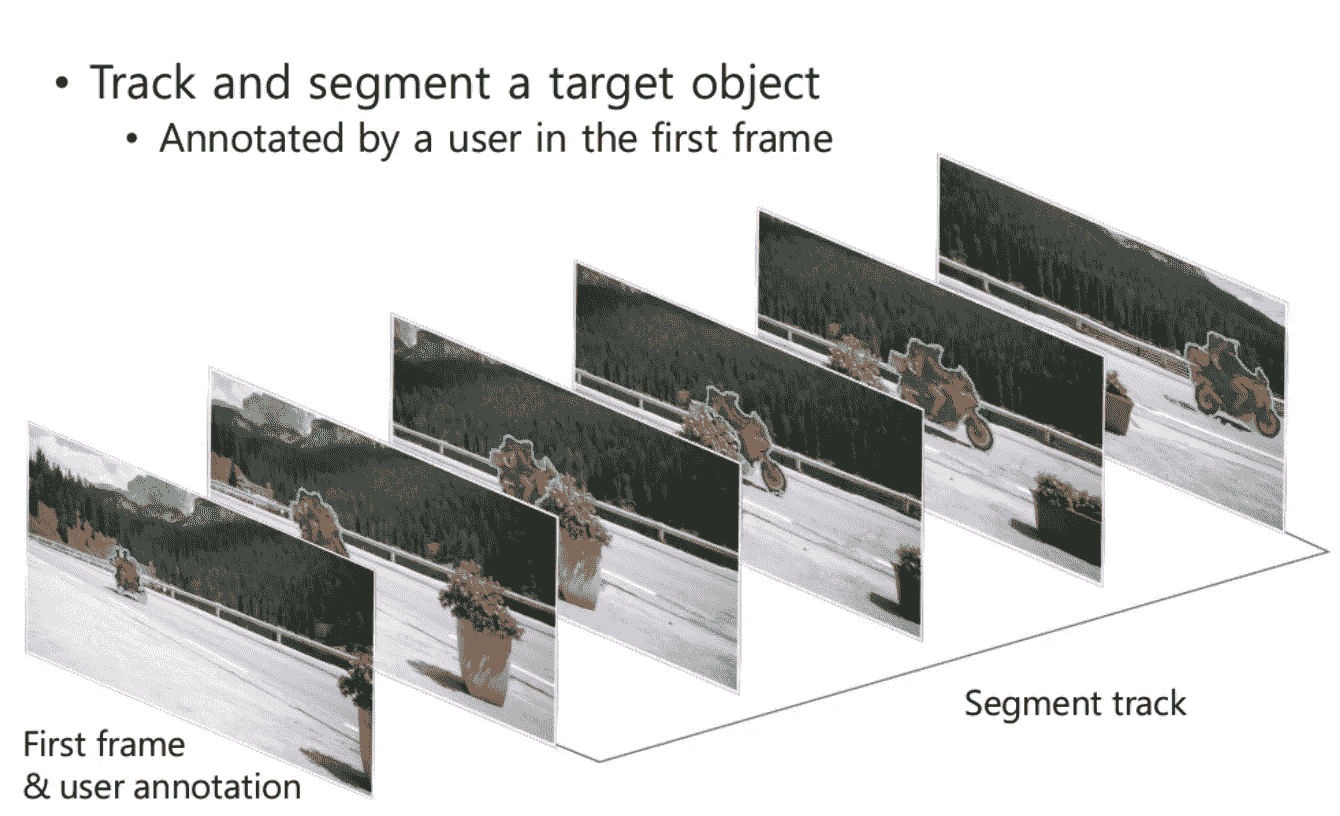 • Track and segment a target object
• Annotated by a user in the first frame
Segment track
First frame
& user annotation